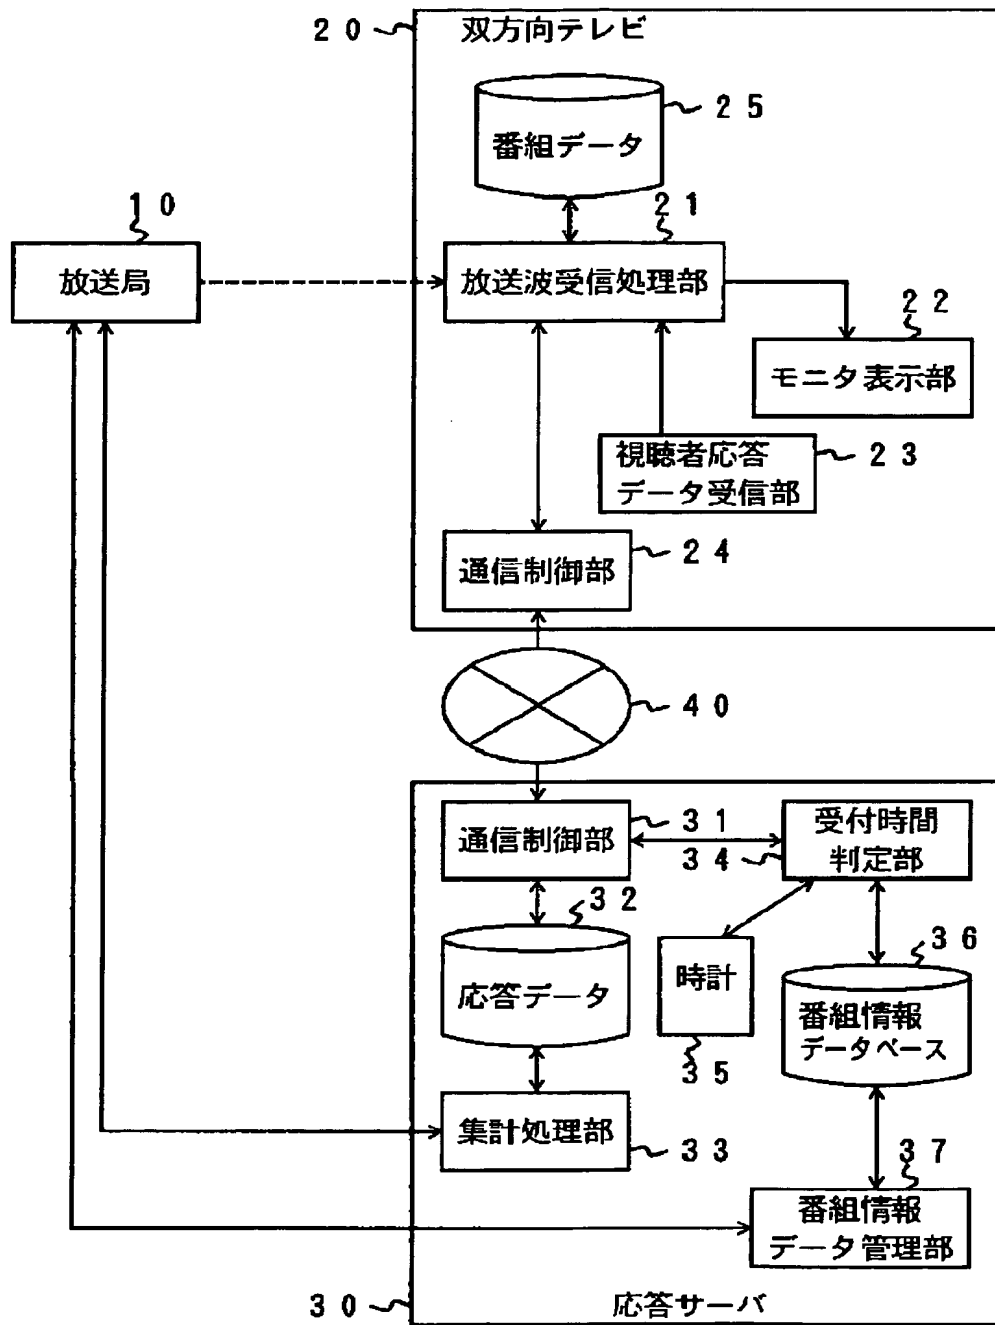 20
双方向テレビ
25
番組データ
10
21
放送局
放送波受信処理部
22
モニタ表示部
視聴者応答
データ受信部
23
通信制御部
24
40
通信制御部
31
受付時間
判定部
34
32
応答データ
時計
36
番組情報
データベース
35
集計処理部
33
37
番組情報
データ管理部
30
応答サーバ